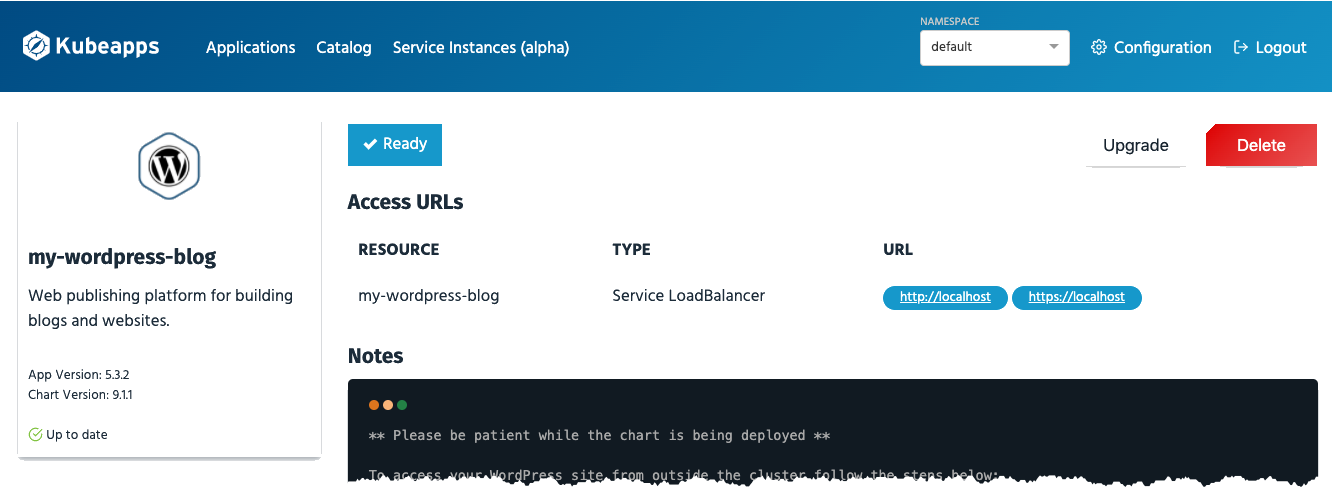 NAMESPACE
Kubeapps Applications Catalog Service Instances (alpha) default Configuration Logout
Ready Upgrade Delete
my-wordpress-blog
Web publishing platform for building
blogs and websites.
App Version: 5.3.2
Chart Version: 9.1.1
Up to date
Access URLs
RESOURCE TYPE URL
my-wordpress-blog Service LoadBalancer http://localhost https://localhost
Notes
** Please be patient while the chart is being deployed **
To access your WordPress site from outside the cluster follow the steps below: